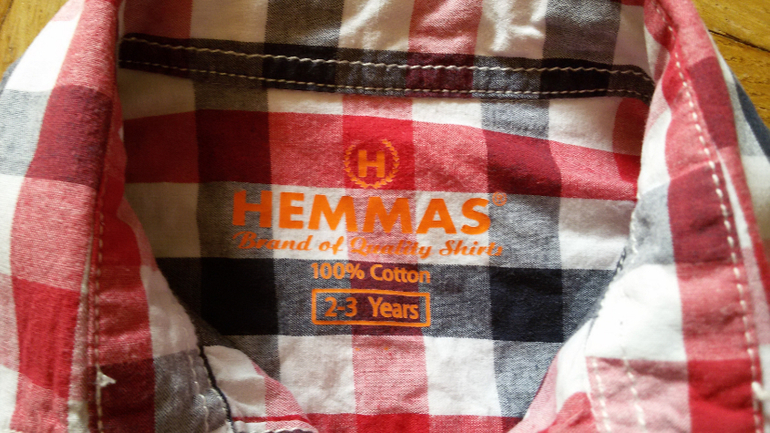 H
HEMMAS®
Brand of Quality Shirts
100% Cotton
2-3 Years